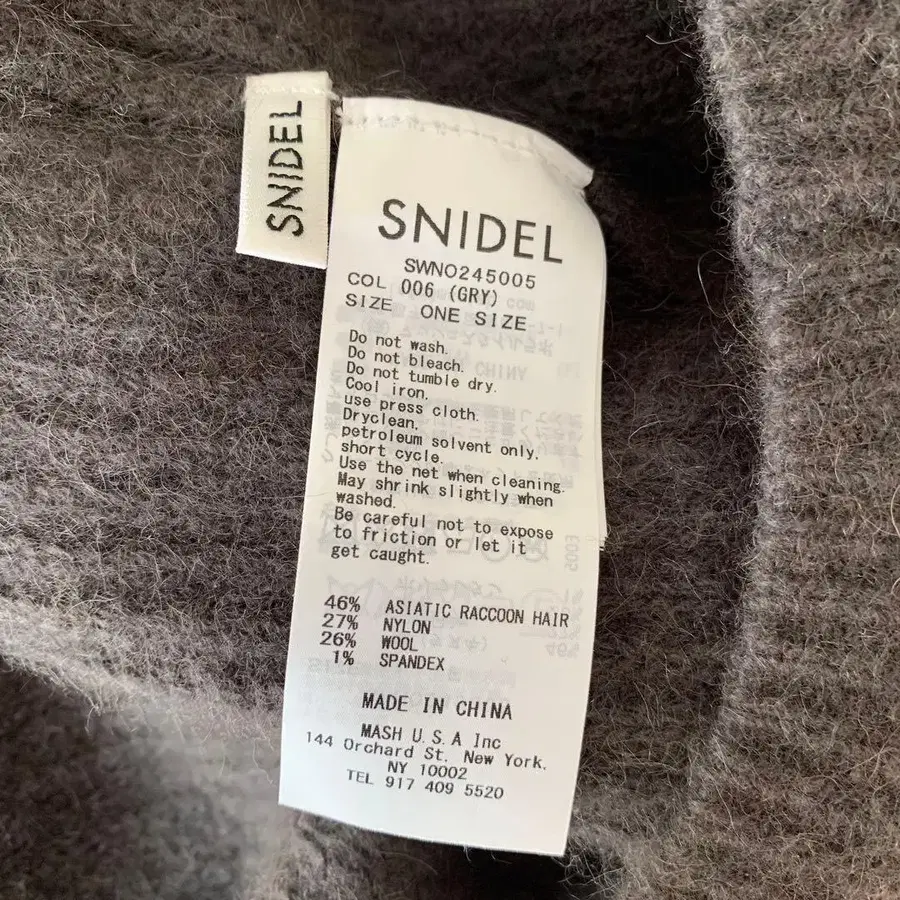 SNIDEL
SNIDEL
SWNO245005
COL 006 (GRY)
SIZE ONE SIZE
Do not wash.
Do not bleach.
Do not tumble dry.
Cool iron.
use press cloth.
Dryclean.
petroleum solvent only.
short cycle.
Use the net when cleaning.
May shrink slightly when
washed.
Be careful not to expose
to friction or let it
get caught.
46% ASIATIC RACCOON HAIR
27% NYLON
26% WOOL
1% SPANDEX
MADE IN CHINA
MASH U.S.A Inc
144 Orchard St. New York.
NY 10002
TEL 917 409 5520